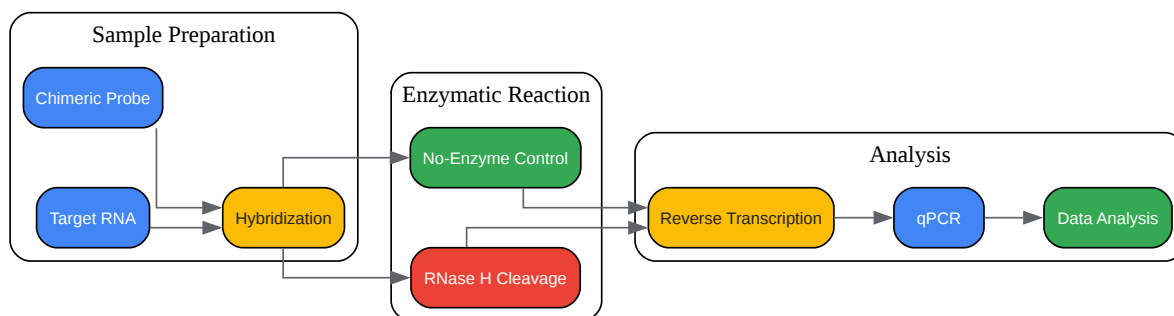 Sample Preparation
Chimeric Probe
Target RNA
Hybridization
Enzymatic Reaction
No-Enzyme Control
RNase H Cleavage
Analysis
Reverse Transcription
qPCR
Data Analysis